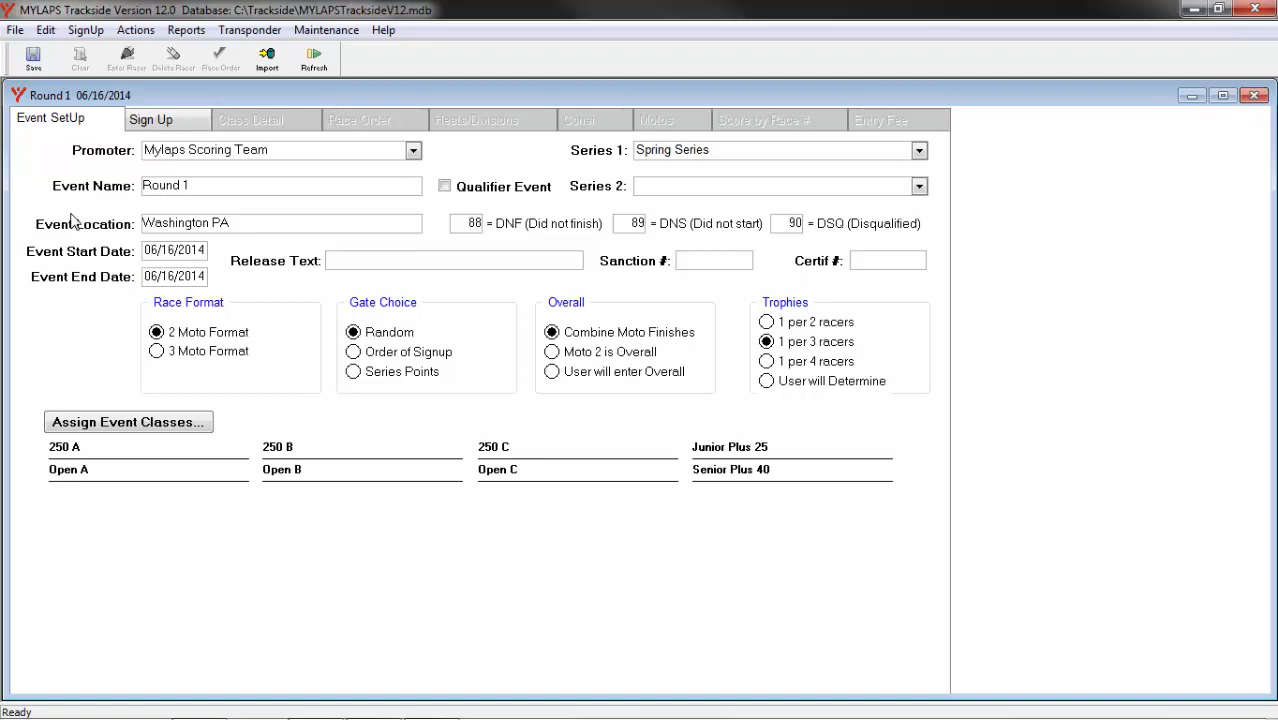 MYLAPS Trackside Version 12.0  Database: C:\Trackside\MYLAPSTracksideV12.mdb
File Edit SignUp Actions Reports Transponder Maintenance Help
Save Clear Enter Racer Delete Racer Race Order Import Refresh
Round 1  06/16/2014
Event SetUp Sign Up Class Detail Race Order Heats/Divisions Consi Motos Score by Race # Entry Fee
Promoter: Mylaps Scoring Team Series 1: Spring Series
Event Name: Round 1 Qualifier Event Series 2:
Event Location: Washington PA 88 = DNF (Did not finish) 89 = DNS (Did not start) 90 = DSQ (Disqualified)
Event Start Date: 06/16/2014
Release Text: Sanction #: Certif #:
Event End Date: 06/16/2014
Race Format Gate Choice Overall Trophies
1 per 2 racers
2 Moto Format Random Combine Moto Finishes 1 per 3 racers
3 Moto Format Order of Signup Moto 2 is Overall 1 per 4 racers
Series Points User will enter Overall User will Determine
Assign Event Classes...
250 A 250 B 250 C Junior Plus 25
Open A Open B Open C Senior Plus 40
Ready